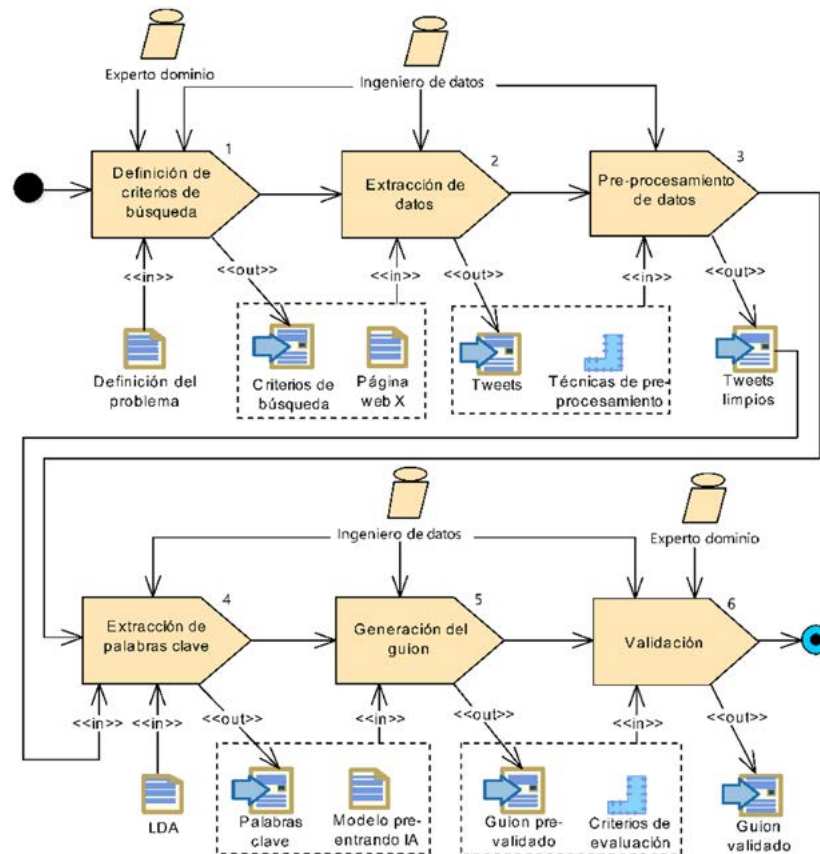 Experto dominio
Ingeniero de datos
1
Definición de
criterios de
búsqueda
2
Extracción de
datos
3
Pre-procesamiento
de datos
<<in>>
<<out>>
<<in>>
<<out>>
<<in>>
<<out>>
Definición del
problema
Criterios de
búsqueda
Página
web X
Tweets
Técnicas de pre-
procesamiento
Tweets
limpios
Ingeniero de datos
Experto dominio
4
Extracción de
palabras clave
5
Generación del
guion
6
Validación
<<in>>
<<in>>
<<out>>
<<in>>
<<out>>
<<in>>
<<out>>
LDA
Palabras
clave
Modelo pre-
entrando IA
Guion pre-
validado
Criterios de
evaluación
Guion
validado